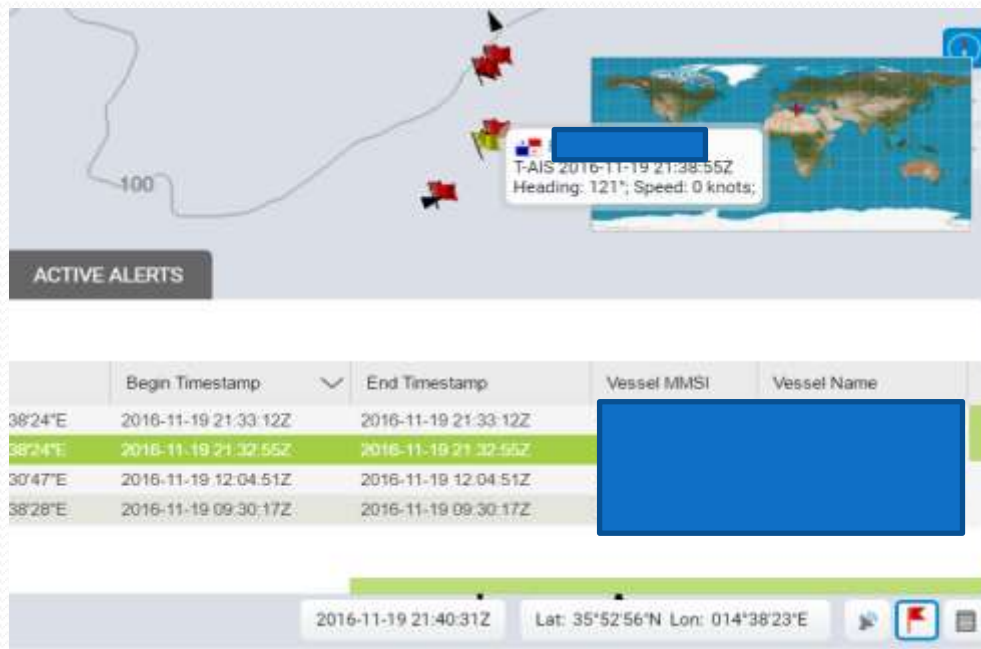 T-AIS 2016-11-19 21:38:55Z
Heading: 121°; Speed: 0 knots;
100
ACTIVE ALERTS
Begin Timestamp End Timestamp Vessel MMSI Vessel Name
38'24"E 2016-11-19 21:33:12Z 2016-11-19 21:33:12Z
38'24"E 2016-11-19 21:32:55Z 2016-11-19 21:32:55Z
30'47"E 2016-11-19 12:04:51Z 2016-11-19 12:04:51Z
38'28"E 2016-11-19 09:30:17Z 2016-11-19 09:30:17Z
2016-11-19 21:40:31Z Lat: 35°52'56"N Lon: 014°38'23"E